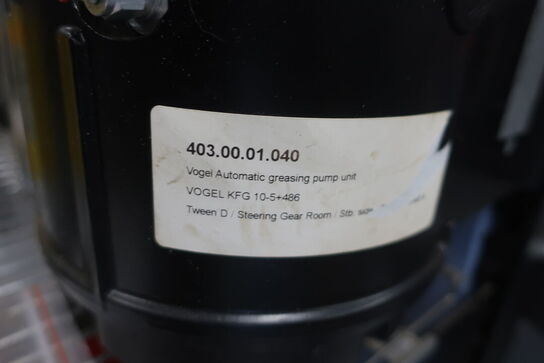 403.00.01.040
Vogel Automatic greasing pump unit
VOGEL KFG 10-5+486
Tween D / Steering Gear Room / Stb.